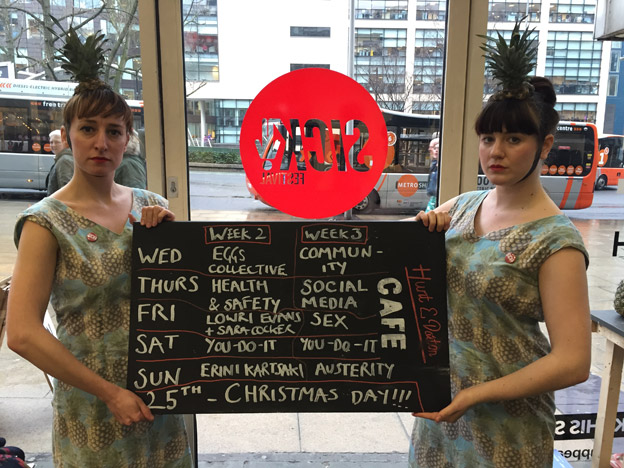 WEEK 2 WEEK 3
WED EGGS COLLECTIVE COMMUN-ITY
THURS HEALTH & SAFETY SOCIAL MEDIA
FRI LOWRI EVANS + SARA COCKER SEX
SAT YOU-DO-IT YOU-DO-IT
SUN ERINI KARTSAKI AUSTERITY
25TH - CHRISTMAS DAY!!!
CAFE
Hunt & Darton
SICK!
FESTIVAL
METROSH
centre